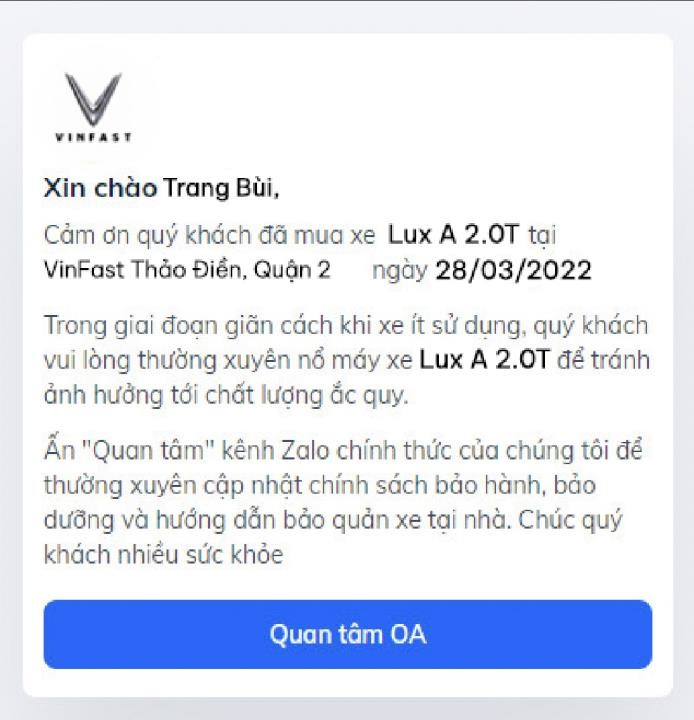 VINFAST
Xin chào Trang Bùi,
Cảm ơn quý khách đã mua xe Lux A 2.0T tại
VinFast Thảo Điền, Quận 2 ngày 28/03/2022
Trong giai đoạn giãn cách khi xe ít sử dụng, quý khách
vui lòng thường xuyên nổ máy xe Lux A 2.0T để tránh
ảnh hưởng tới chất lượng ắc quy.
Ấn "Quan tâm" kênh Zalo chính thức của chúng tôi để
thường xuyên cập nhật chính sách bảo hành, bảo
dưỡng và hướng dẫn bảo quản xe tại nhà. Chúc quý
khách nhiều sức khỏe
Quan tâm OA